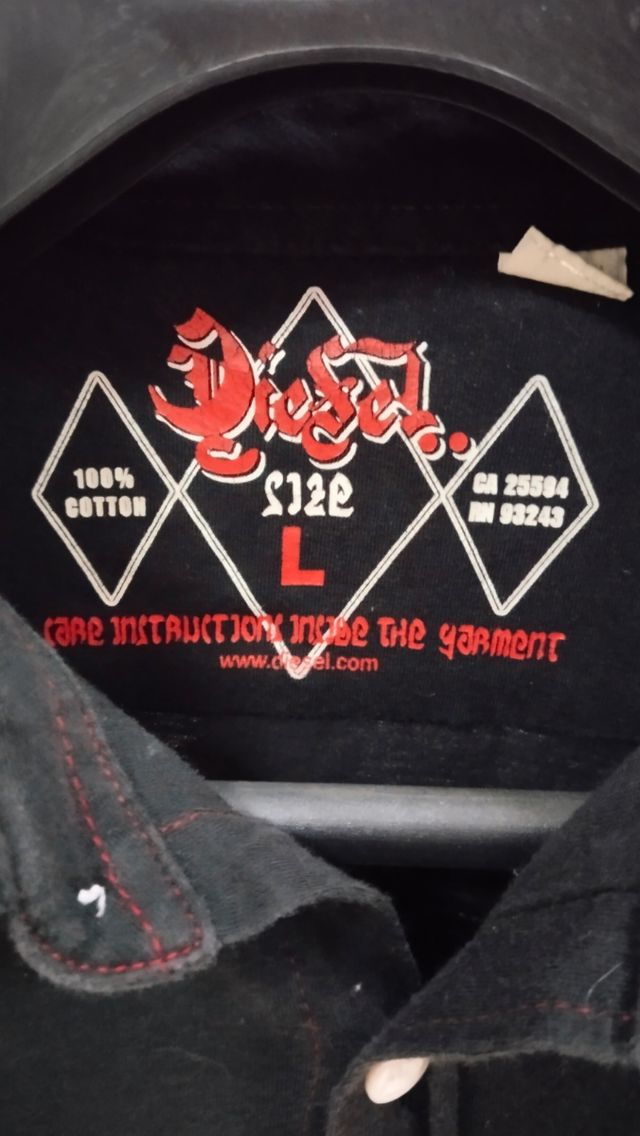 Diesel..
SIZE
L
100%
COTTON
CA 25594
RN 93243
CARE INSTRUCTIONS INSIDE THE GARMENT
www.diesel.com